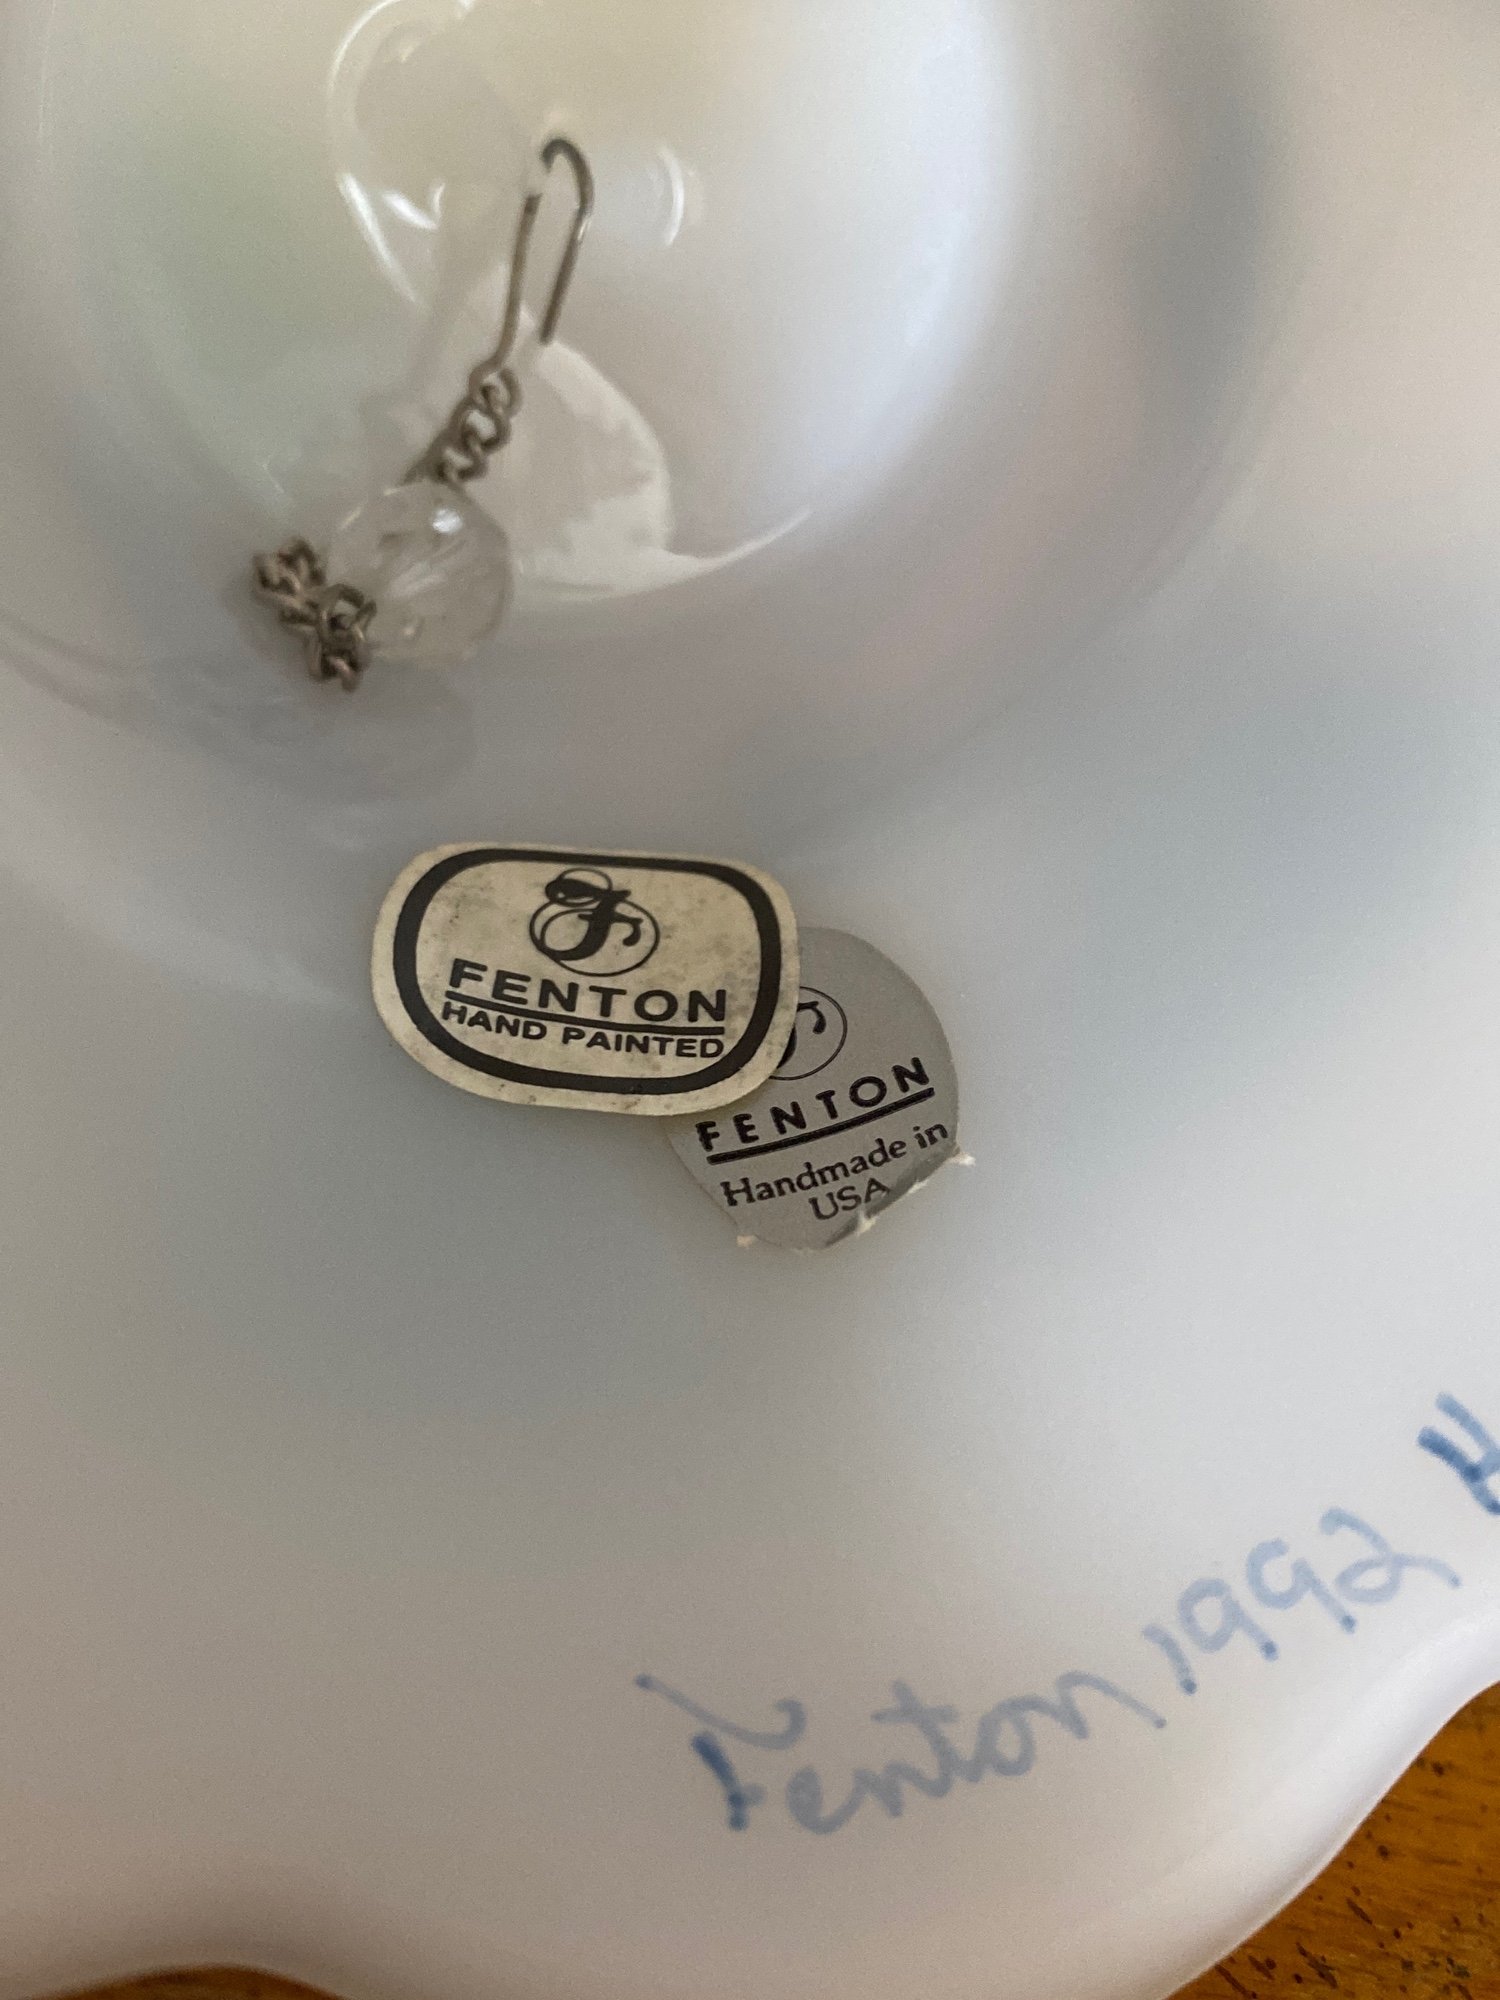 F
FENTON
HAND PAINTED
FENTON
Handmade in
USA
Fenton 1992 H